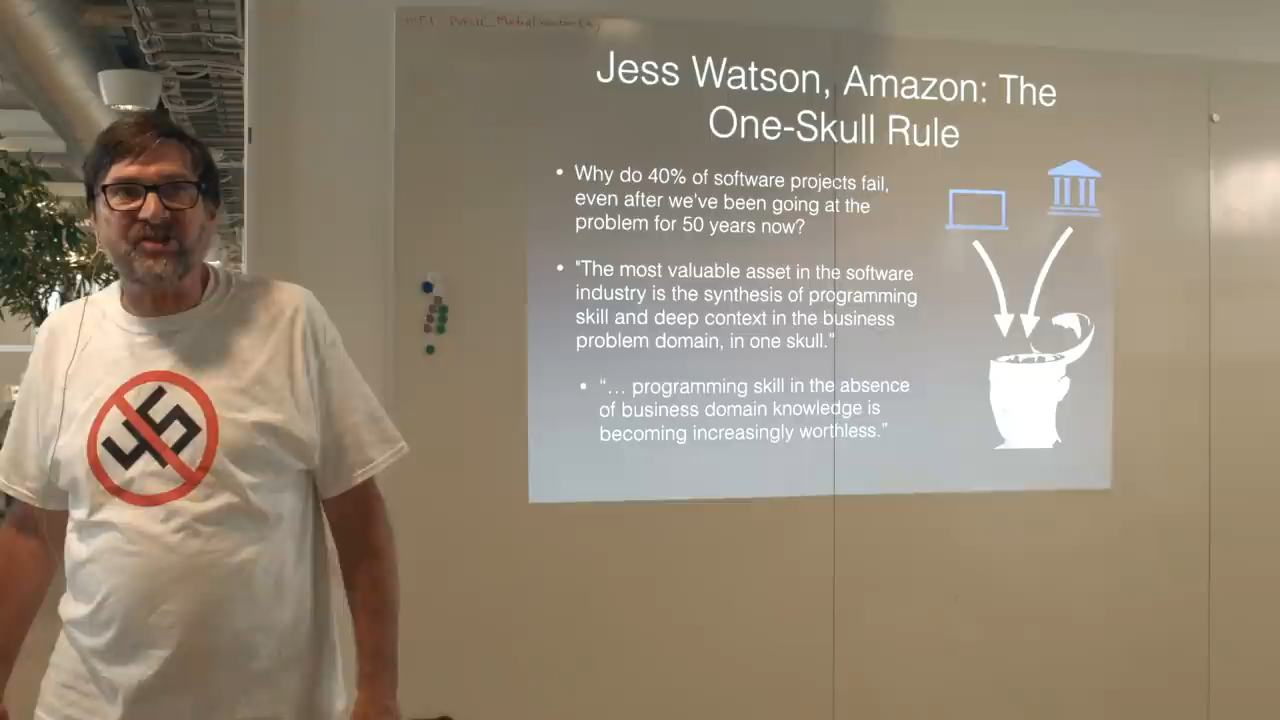 Jess Watson, Amazon: The
One-Skull Rule
• Why do 40% of software projects fail,
even after we've been going at the
problem for 50 years now?
• "The most valuable asset in the software
industry is the synthesis of programming
skill and deep context in the business
problem domain, in one skull."
• “… programming skill in the absence
of business domain knowledge is
becoming increasingly worthless.”
45